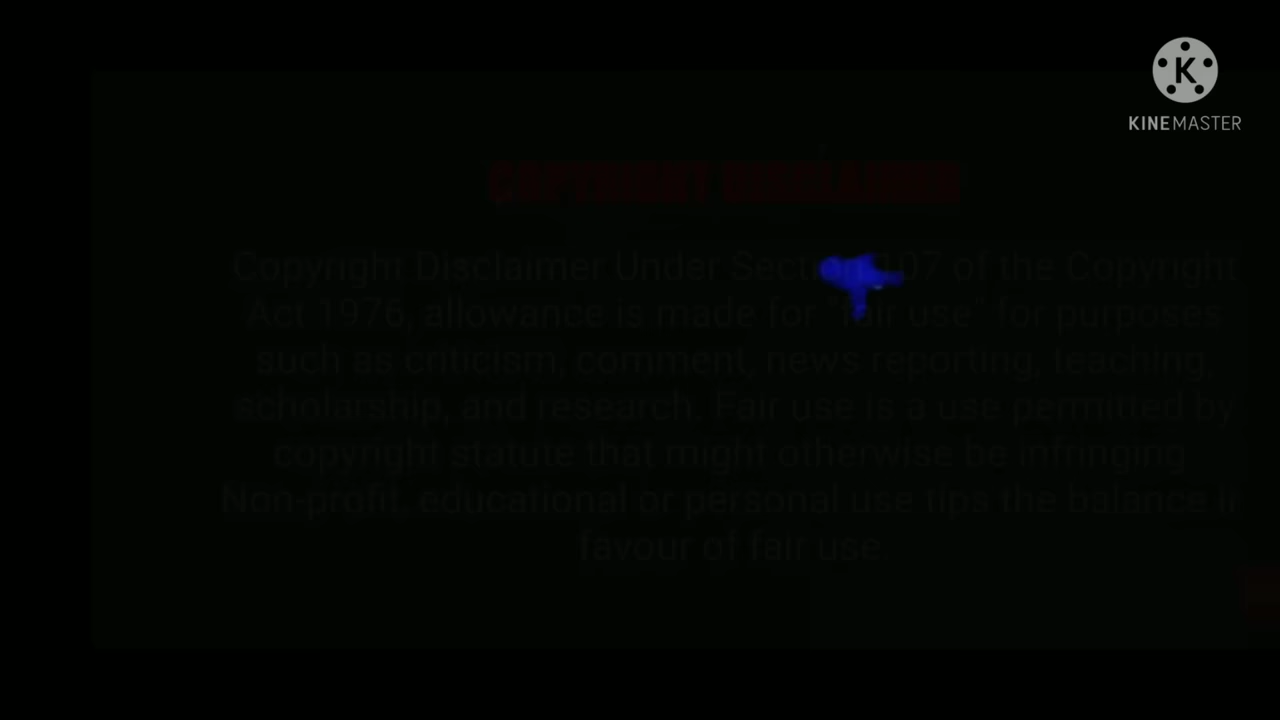 KINEMASTER
COPYRIGHT DISCLAIMER
Copyright Disclaimer Under Section 107 of the Copyright
Act 1976, allowance is made for "fair use" for purposes
such as criticism, comment, news reporting, teaching,
scholarship, and research. Fair use is a use permitted by
copyright statute that might otherwise be infringing
Non-profit, educational or personal use tips the balance in
favour of fair use.